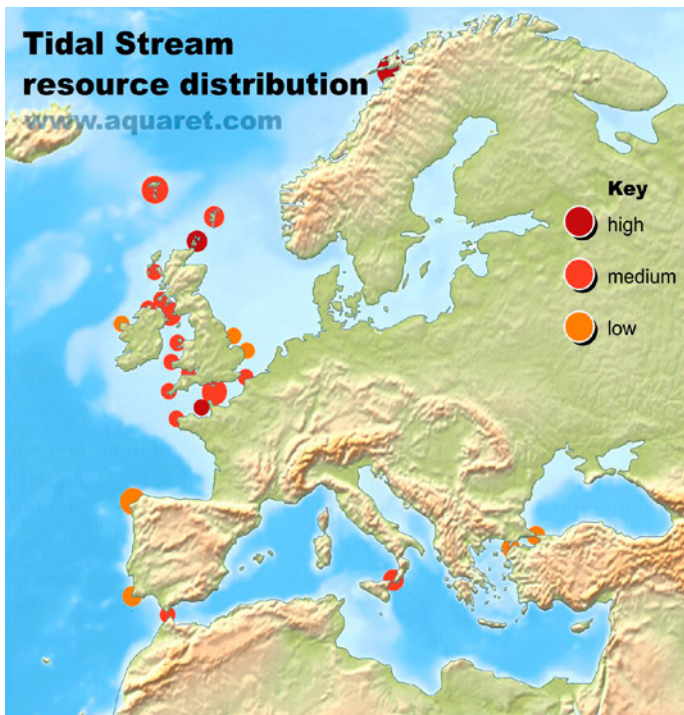 Tidal Stream
resource distribution
www.aquaret.com
Key
high
medium
low